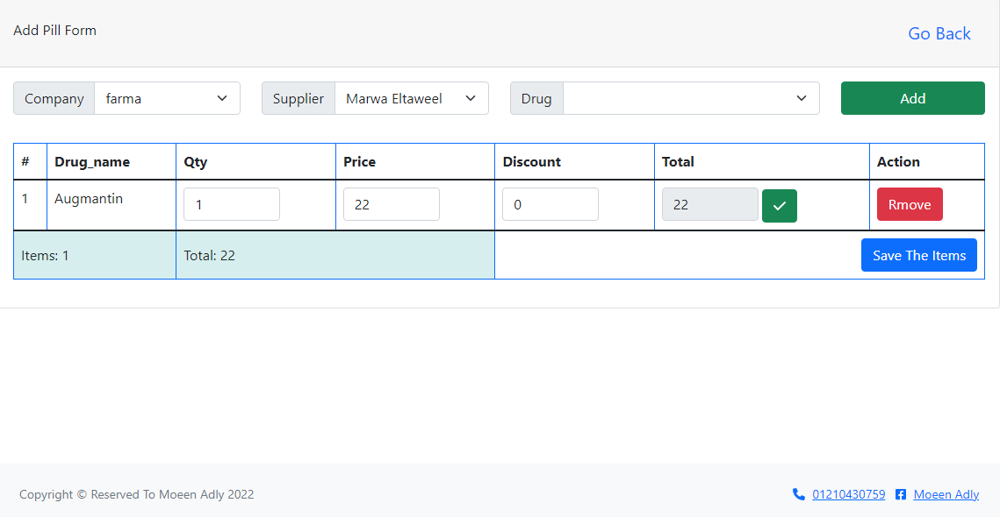 Add Pill Form
Go Back
Company farma Supplier Marwa Eltaweel Drug Add
# Drug_name Qty Price Discount Total Action
1 Augmantin 1 22 0 22 Rmove
Items: 1 Total: 22 Save The Items
Copyright © Reserved To Moeen Adly 2022 01210430759 Moeen Adly